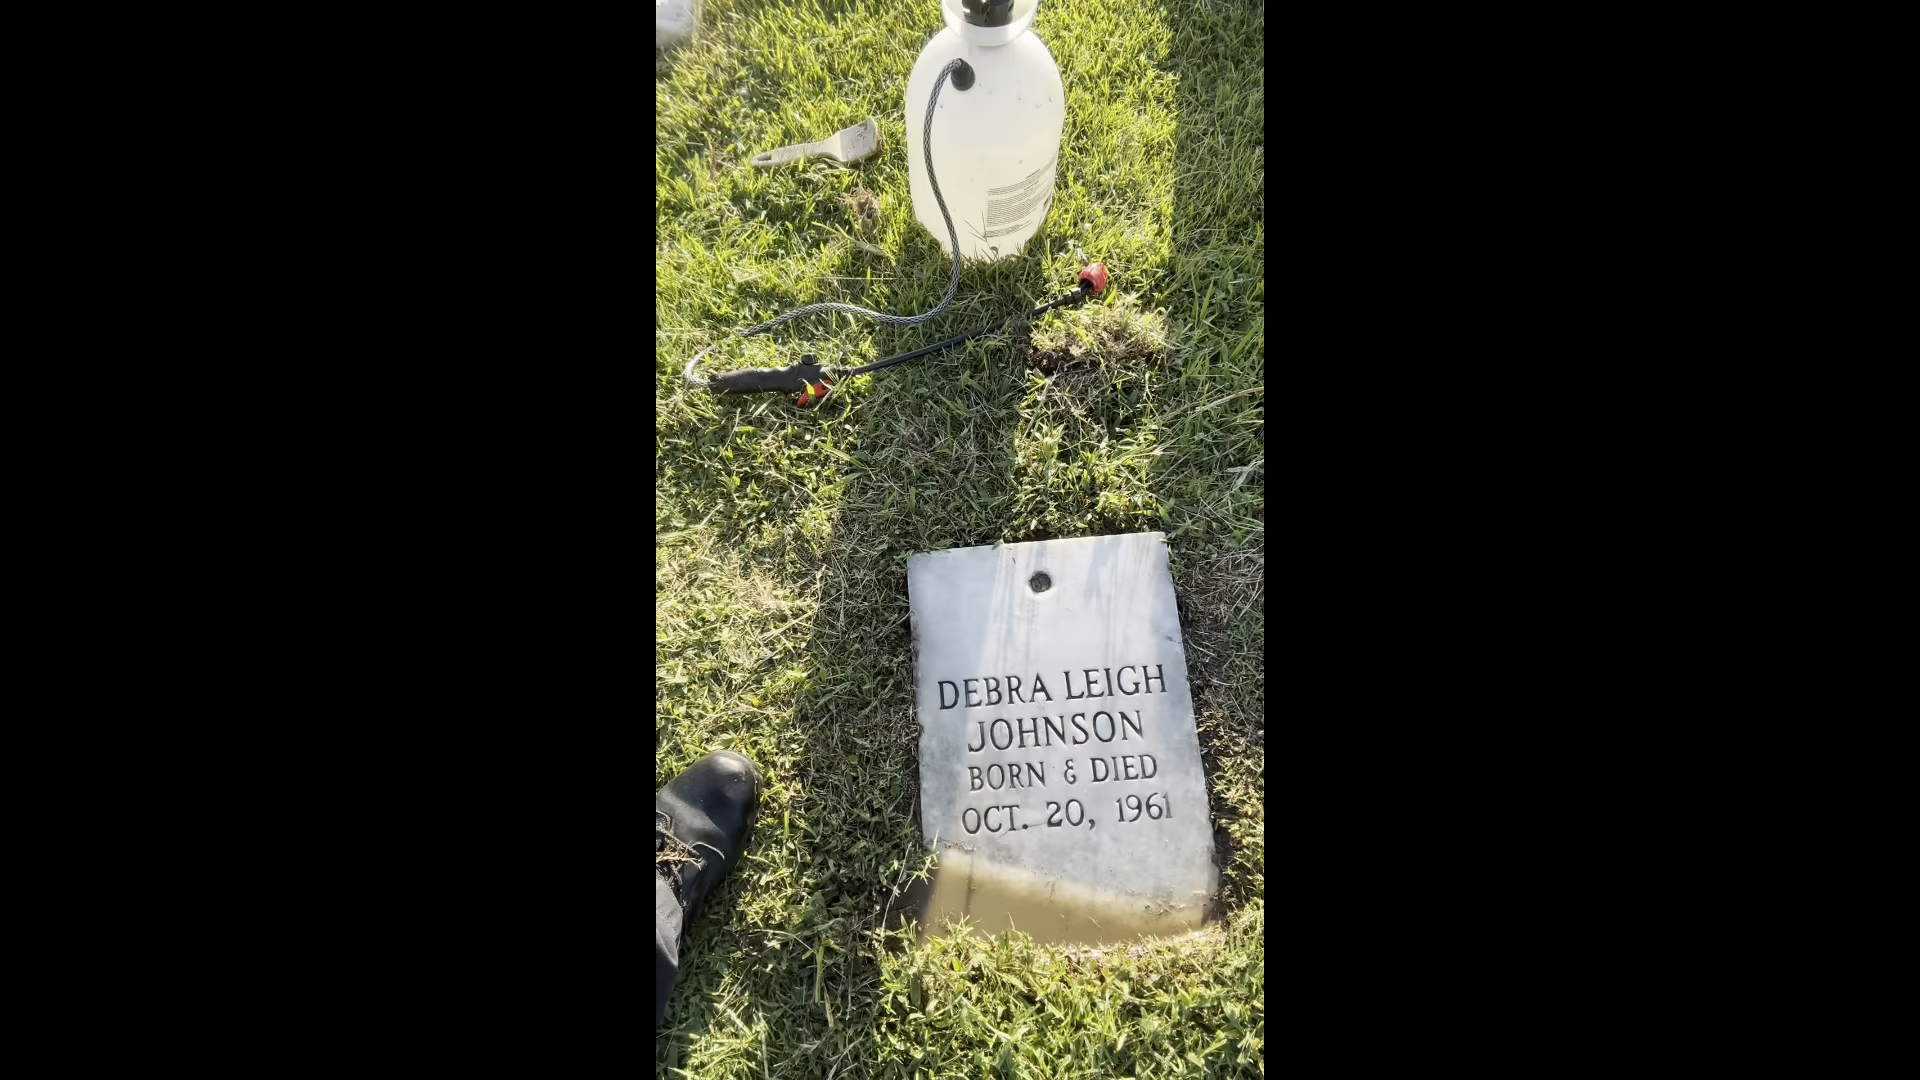 DEBRA LEIGH
JOHNSON
BORN & DIED
OCT. 20, 1961